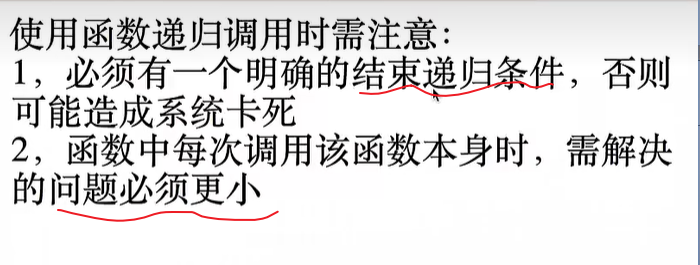 使用函数递归调用时需注意：
1，必须有一个明确的结束递归条件，否则
可能造成系统卡死
2，函数中每次调用该函数本身时，需解决
的问题必须更小